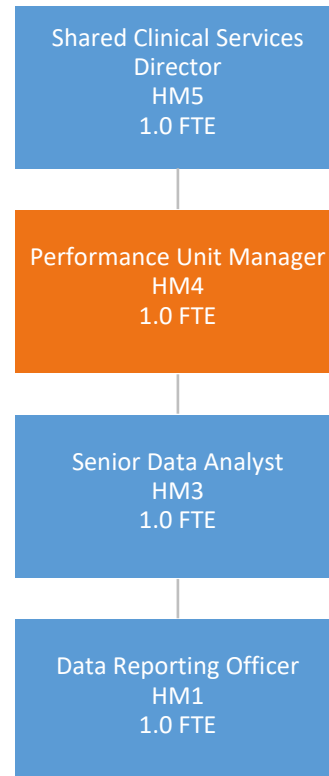 Shared Clinical Services
Director
HM5
1.0 FTE
Performance Unit Manager
HM4
1.0 FTE
Senior Data Analyst
HM3
1.0 FTE
Data Reporting Officer
HM1
1.0 FTE